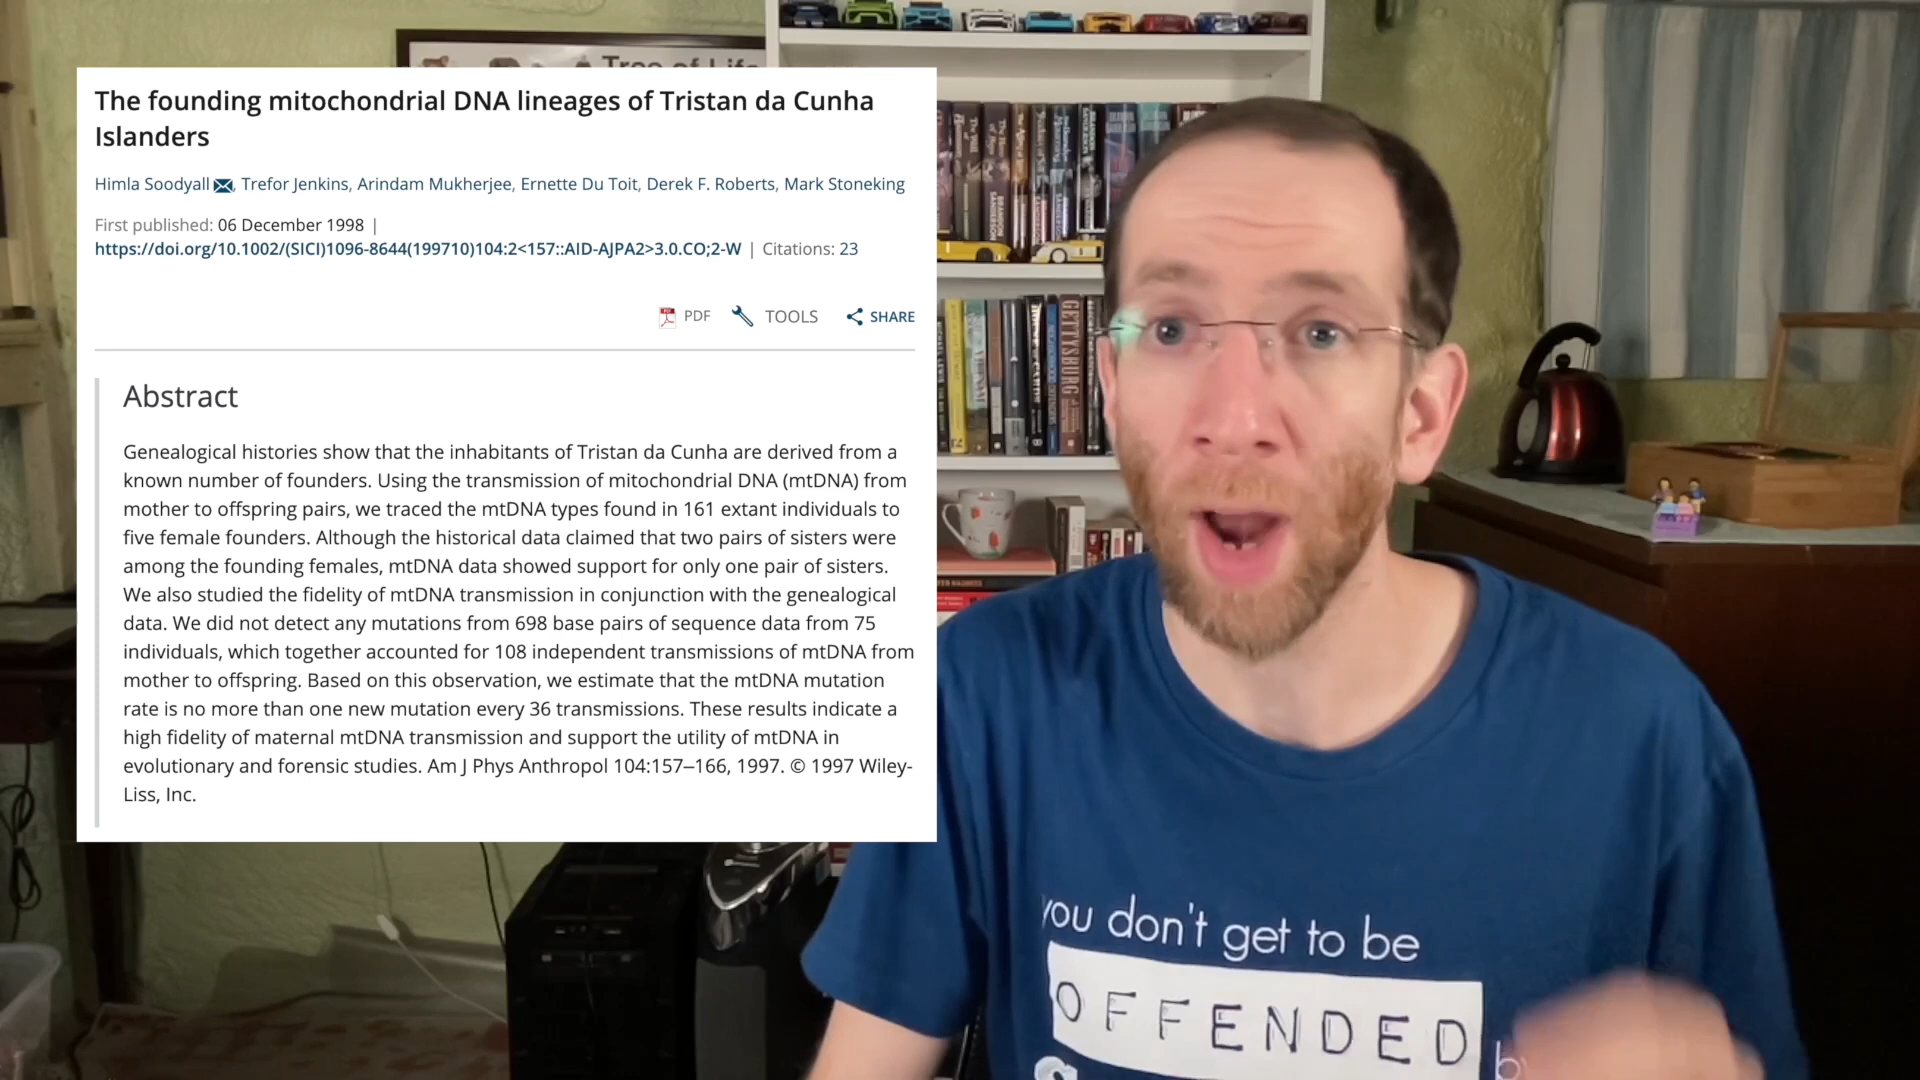 Tree of Life
The founding mitochondrial DNA lineages of Tristan da Cunha
Islanders
Himla Soodyall, Trefor Jenkins, Arindam Mukherjee, Ernette Du Toit, Derek F. Roberts, Mark Stoneking
First published: 06 December 1998 |
https://doi.org/10.1002/(SICI)1096-8644(199710)104:2<157::AID-AJPA2>3.0.CO;2-W | Citations: 23
PDF TOOLS SHARE
Abstract
Genealogical histories show that the inhabitants of Tristan da Cunha are derived from a
known number of founders. Using the transmission of mitochondrial DNA (mtDNA) from
mother to offspring pairs, we traced the mtDNA types found in 161 extant individuals to
five female founders. Although the historical data claimed that two pairs of sisters were
among the founding females, mtDNA data showed support for only one pair of sisters.
We also studied the fidelity of mtDNA transmission in conjunction with the genealogical
data. We did not detect any mutations from 698 base pairs of sequence data from 75
individuals, which together accounted for 108 independent transmissions of mtDNA from
mother to offspring. Based on this observation, we estimate that the mtDNA mutation
rate is no more than one new mutation every 36 transmissions. These results indicate a
high fidelity of maternal mtDNA transmission and support the utility of mtDNA in
evolutionary and forensic studies. Am J Phys Anthropol 104:157–166, 1997. © 1997 Wiley-
Liss, Inc.
GETTYSBURG
you don't get to be
OFFENDED